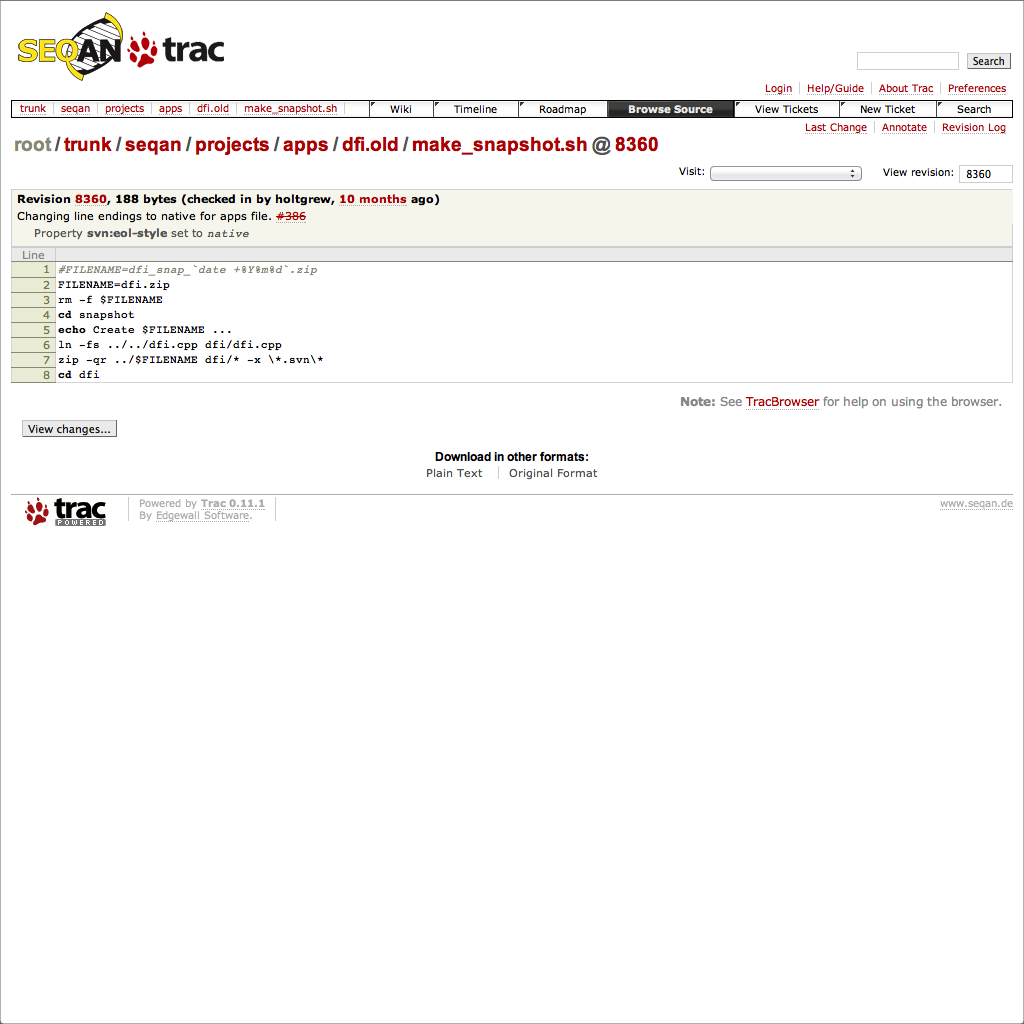 SEQAN trac
Search
Login Help/Guide About Trac Preferences
trunk seqan projects apps dfi.old make_snapshot.sh Wiki Timeline Roadmap Browse Source View Tickets New Ticket Search
Last Change Annotate Revision Log
root / trunk / seqan / projects / apps / dfi.old / make_snapshot.sh @ 8360
Visit: View revision: 8360
Revision 8360, 188 bytes (checked in by holtgrew, 10 months ago)
Changing line endings to native for apps file. #386
Property svn:eol-style set to native
Line
1 #FILENAME=dfi_snap_`date +%Y%m%d`.zip
2 FILENAME=dfi.zip
3 rm -f $FILENAME
4 cd snapshot
5 echo Create $FILENAME ...
6 ln -fs ../../dfi.cpp dfi/dfi.cpp
7 zip -qr ../$FILENAME dfi/* -x \*.svn\*
8 cd dfi
Note: See TracBrowser for help on using the browser.
View changes...
Download in other formats:
Plain Text Original Format
trac POWERED
Powered by Trac 0.11.1
By Edgewall Software.
www.seqan.de